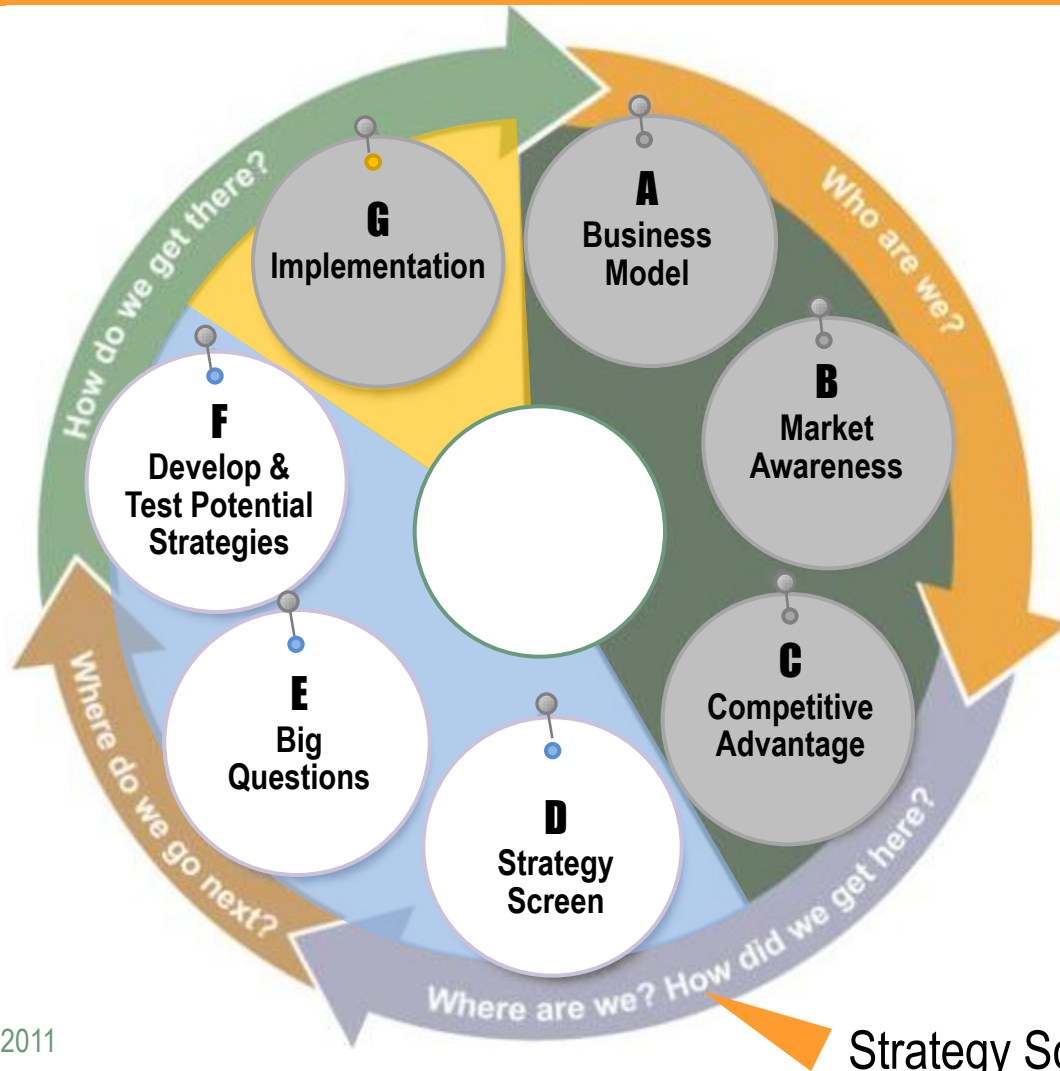 Who are we?
Where are we? How did we get here?
Where do we go next?
How do we get there?
A
Business
Model
B
Market
Awareness
C
Competitive
Advantage
D
Strategy
Screen
E
Big
Questions
F
Develop &
Test Potential
Strategies
G
Implementation
2011
Strategy